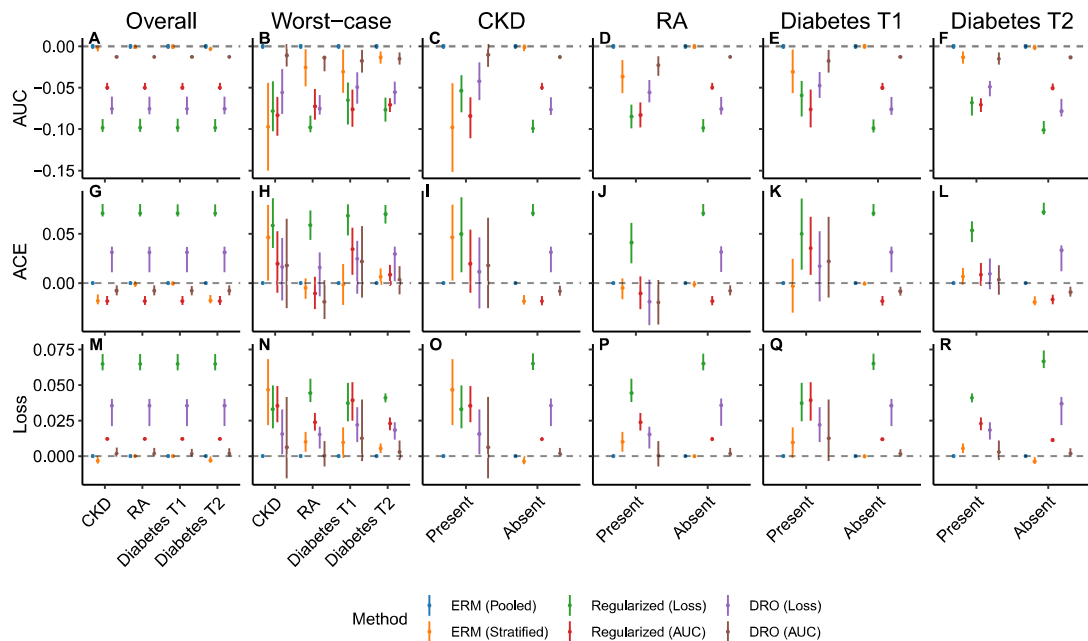 Overall Worst−case CKD RA Diabetes T1 Diabetes T2
A B C D E F
AUC
0.00
−0.05
−0.10
−0.15
G H I J K L
ACE
0.05
0.00
M N O P Q R
Loss
0.075
0.050
0.025
0.000
CKD RA Diabetes T1 Diabetes T2 CKD RA Diabetes T1 Diabetes T2 Present Absent Present Absent Present Absent Present Absent
Method
ERM (Pooled) Regularized (Loss) DRO (Loss)
ERM (Stratified) Regularized (AUC) DRO (AUC)